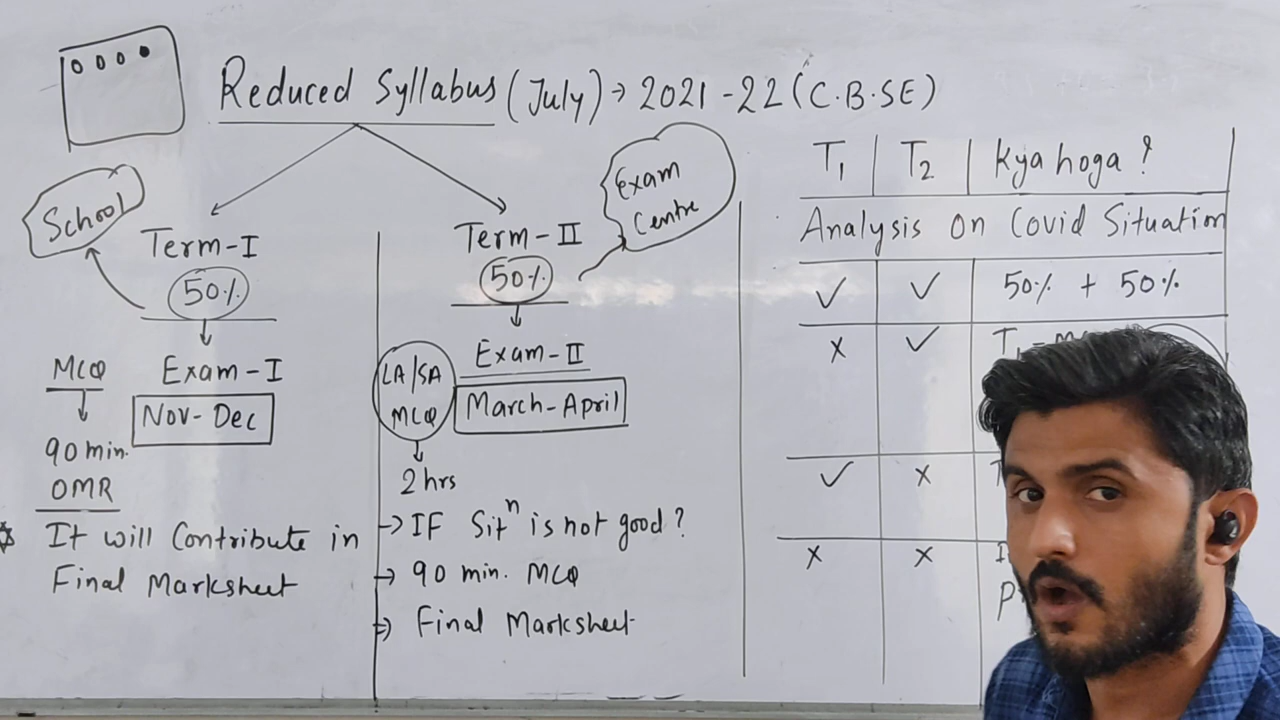 Reduced Syllabus (July) → 2021-22 (C.B.SE)
School
Term-I
50%
MCQ
90 min.
OMR
Exam-I
Nov-Dec
It will Contribute in
Final Marksheet
Exam
Centre
Term-II
50%
LA/SA
MCQ
2 hrs
Exam-II
March-April
→ IF Sitⁿ is not good?
→ 90 min. MCQ
⇒ Final Marksheet
T₁ T₂ Kya hoga?
Analysis On Covid Situation
✓ ✓ 50% + 50%
x ✓
✓ x
x x